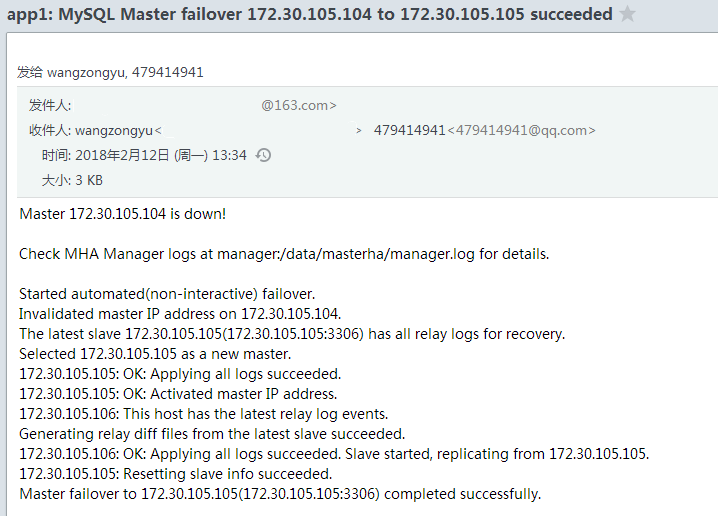 app1: MySQL Master failover 172.30.105.104 to 172.30.105.105 succeeded
发给 wangzongyu, 479414941
发件人: @163.com>
收件人: wangzongyu< > 479414941<479414941@qq.com>
时间: 2018年2月12日 (周一) 13:34
大小: 3 KB
Master 172.30.105.104 is down!
Check MHA Manager logs at manager:/data/masterha/manager.log for details.
Started automated(non-interactive) failover.
Invalidated master IP address on 172.30.105.104.
The latest slave 172.30.105.105(172.30.105.105:3306) has all relay logs for recovery.
Selected 172.30.105.105 as a new master.
172.30.105.105: OK: Applying all logs succeeded.
172.30.105.105: OK: Activated master IP address.
172.30.105.106: This host has the latest relay log events.
Generating relay diff files from the latest slave succeeded.
172.30.105.106: OK: Applying all logs succeeded. Slave started, replicating from 172.30.105.105.
172.30.105.105: Resetting slave info succeeded.
Master failover to 172.30.105.105(172.30.105.105:3306) completed successfully.